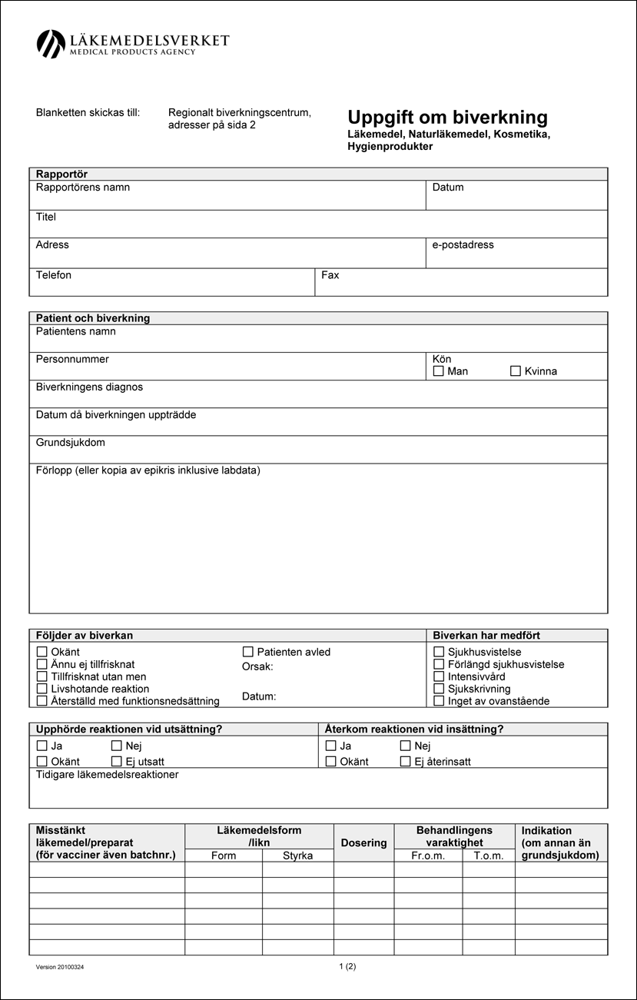 LÄKEMEDELSVERKET
MEDICAL PRODUCTS AGENCY
Blanketten skickas till:
Regionalt biverkningscentrum,
adresser på sida 2
Uppgift om biverkning
Läkemedel, Naturläkemedel, Kosmetika,
Hygienprodukter
Rapportör
Rapportörens namn
Datum
Titel
Adress
e-postadress
Telefon
Fax
Patient och biverkning
Patientens namn
Personnummer
Kön
Man
Kvinna
Biverkningens diagnos
Datum då biverkningen uppträdde
Grundsjukdom
Förlopp (eller kopia av epikris inklusive labdata)
Följder av biverkan
Okänt
Ännu ej tillfrisknat
Tillfrisknat utan men
Livshotande reaktion
Återställd med funktionsnedsättning
Patienten avled
Orsak:
Datum:
Biverkan har medfört
Sjukhusvistelse
Förlängd sjukhusvistelse
Intensivvård
Sjukskrivning
Inget av ovanstående
Upphörde reaktionen vid utsättning?
Ja
Nej
Okänt
Ej utsatt
Återkom reaktionen vid insättning?
Ja
Nej
Okänt
Ej återinsatt
Tidigare läkemedelsreaktioner
Misstänkt
läkemedel/preparat
(för vacciner även batchnr.)
Läkemedelsform
/likn
Form
Styrka
Dosering
Behandlingens
varaktighet
Fr.o.m.
T.o.m.
Indikation
(om annan än
grundsjukdom)
Version 20100324
1 (2)